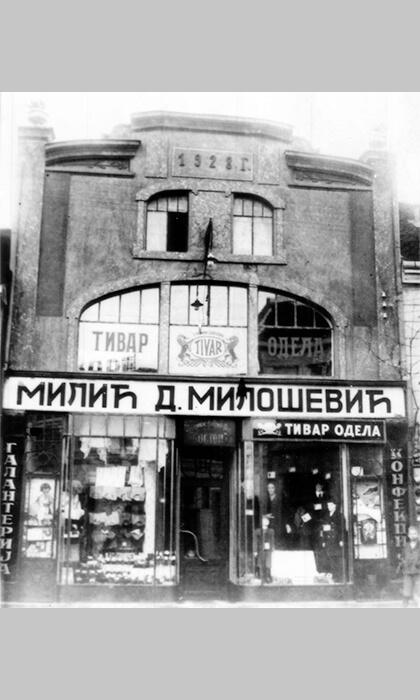 1928 Г.
ТИВАР
TIVAR
ОДЕЛА
МИЛИЋ Д. МИЛОШЕВИЋ
ТИВАР ОДЕЛА
ГАЛАНТЕРИЈА
КОНФЕКЦИЈА